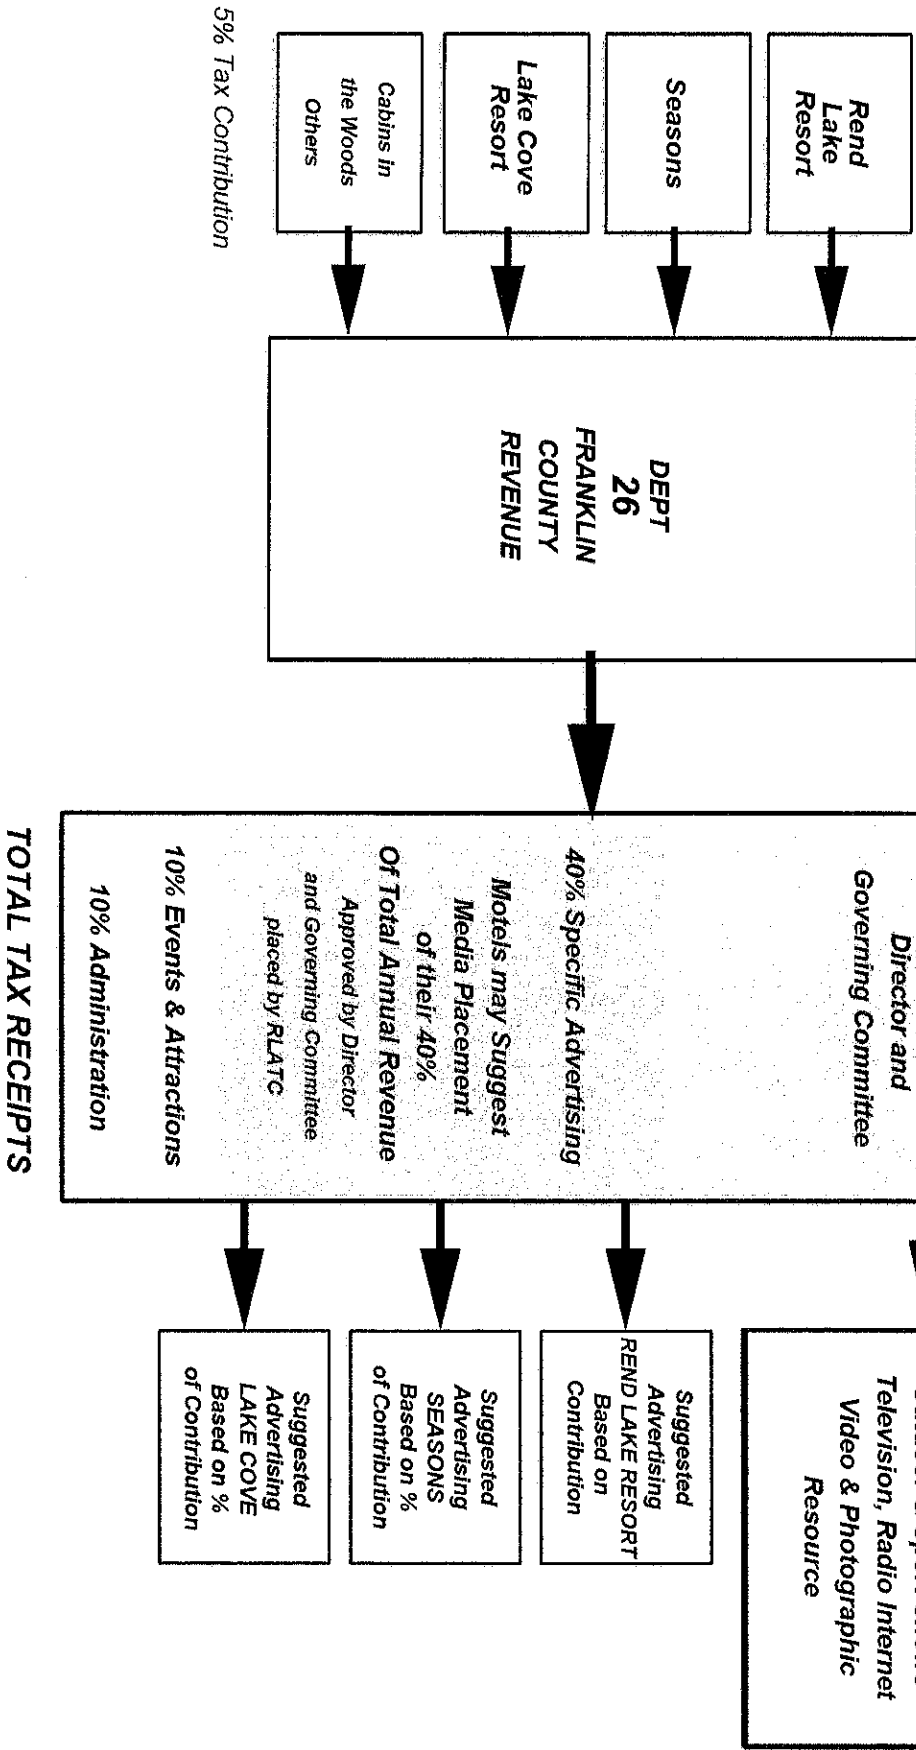 Rend
Lake
Resort
Seasons
Lake Cove
Resort
Cabins in
the Woods
Others
5% Tax Contribution
DEPT
26
FRANKLIN
COUNTY
REVENUE
Director and
Governing Committee
40% Specific Advertising
Motels may Suggest
Media Placement
of their 40%
Of Total Annual Revenue
Approved by Director
and Governing Committee
placed by RLATC
10% Events & Attractions
10% Administration
TOTAL TAX RECEIPTS
Television, Radio Internet
Video & Photographic
Resource
Suggested
Advertising
REND LAKE RESORT
Based on
Contribution
Suggested
Advertising
SEASONS
Based on %
of Contribution
Suggested
Advertising
LAKE COVE
Based on %
of Contribution